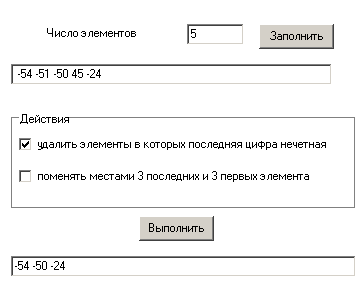 Число элементов 5 Заполнить
-54 -51 -50 45 -24
Действия
удалить элементы в которых последняя цифра нечетная
поменять местами 3 последних и 3 первых элемента
Выполнить
-54 -50 -24